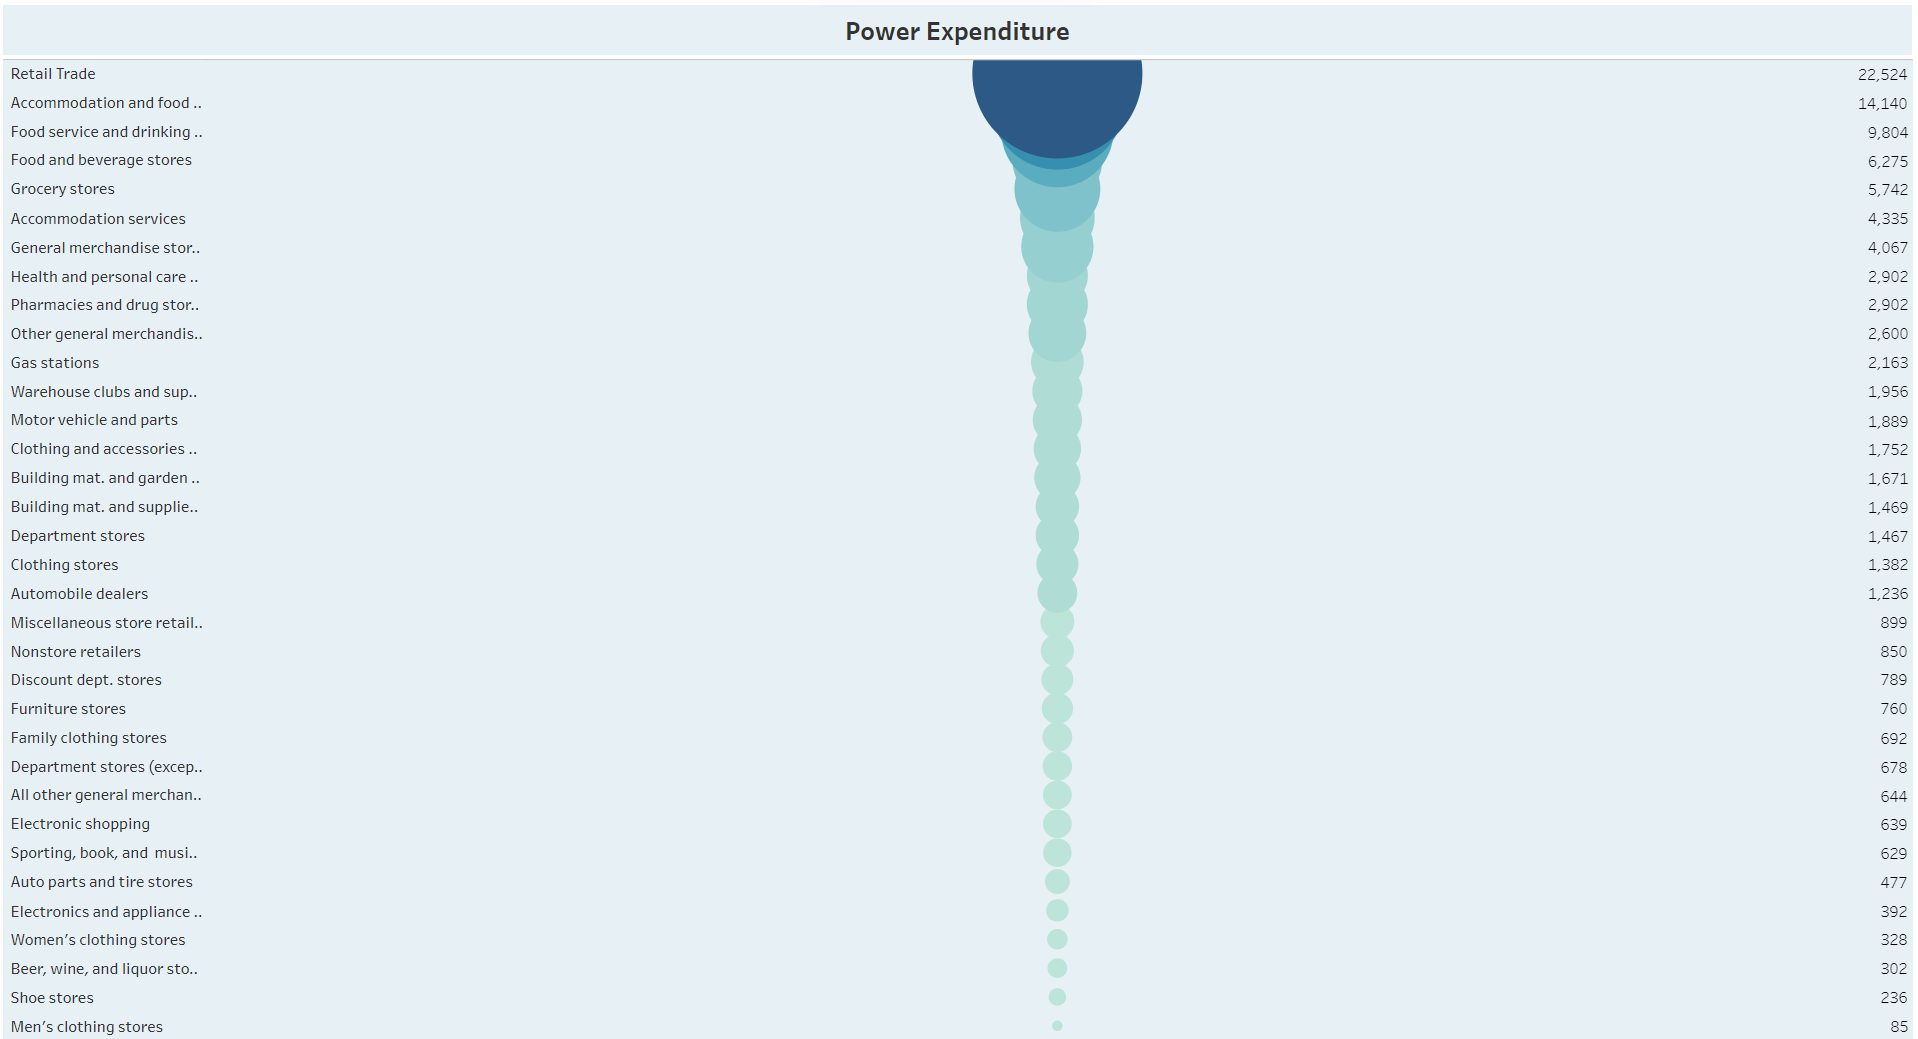 Power Expenditure
Retail Trade 22,524
Accommodation and food .. 14,140
Food service and drinking .. 9,804
Food and beverage stores 6,275
Grocery stores 5,742
Accommodation services 4,335
General merchandise stor.. 4,067
Health and personal care .. 2,902
Pharmacies and drug stor.. 2,902
Other general merchandis.. 2,600
Gas stations 2,163
Warehouse clubs and sup.. 1,956
Motor vehicle and parts 1,889
Clothing and accessories .. 1,752
Building mat. and garden .. 1,671
Building mat. and supplie.. 1,469
Department stores 1,467
Clothing stores 1,382
Automobile dealers 1,236
Miscellaneous store retail.. 899
Nonstore retailers 850
Discount dept. stores 789
Furniture stores 760
Family clothing stores 692
Department stores (excep.. 678
All other general merchan.. 644
Electronic shopping 639
Sporting, book, and  musi.. 629
Auto parts and tire stores 477
Electronics and appliance .. 392
Women’s clothing stores 328
Beer, wine, and liquor sto.. 302
Shoe stores 236
Men’s clothing stores 85